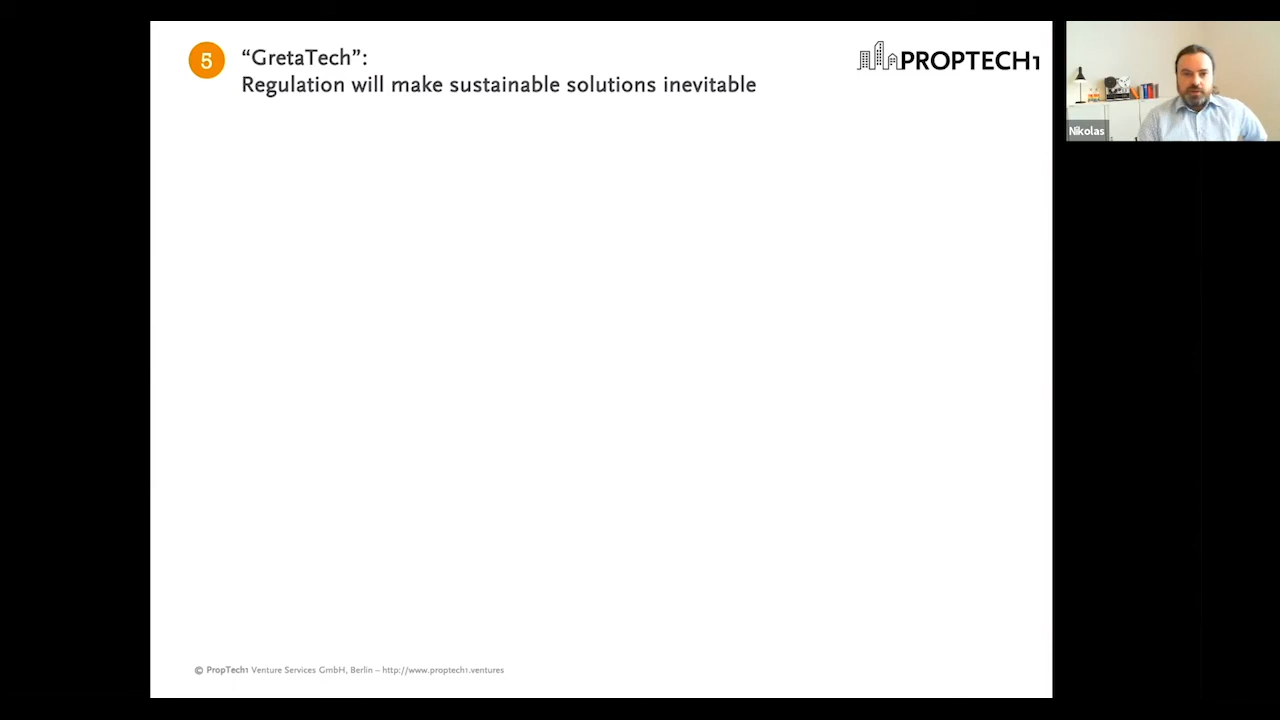 5
“GretaTech”:
Regulation will make sustainable solutions inevitable
PROPTECH1
Nikolas
© PropTech1 Venture Services GmbH, Berlin – http://www.proptech1.ventures